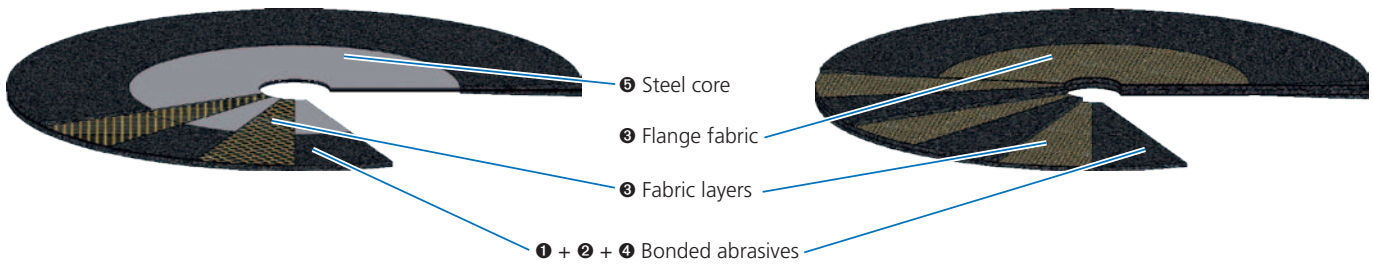 ❺ Steel core
❸ Flange fabric
❸ Fabric layers
❶ + ❷ + ❹ Bonded abrasives